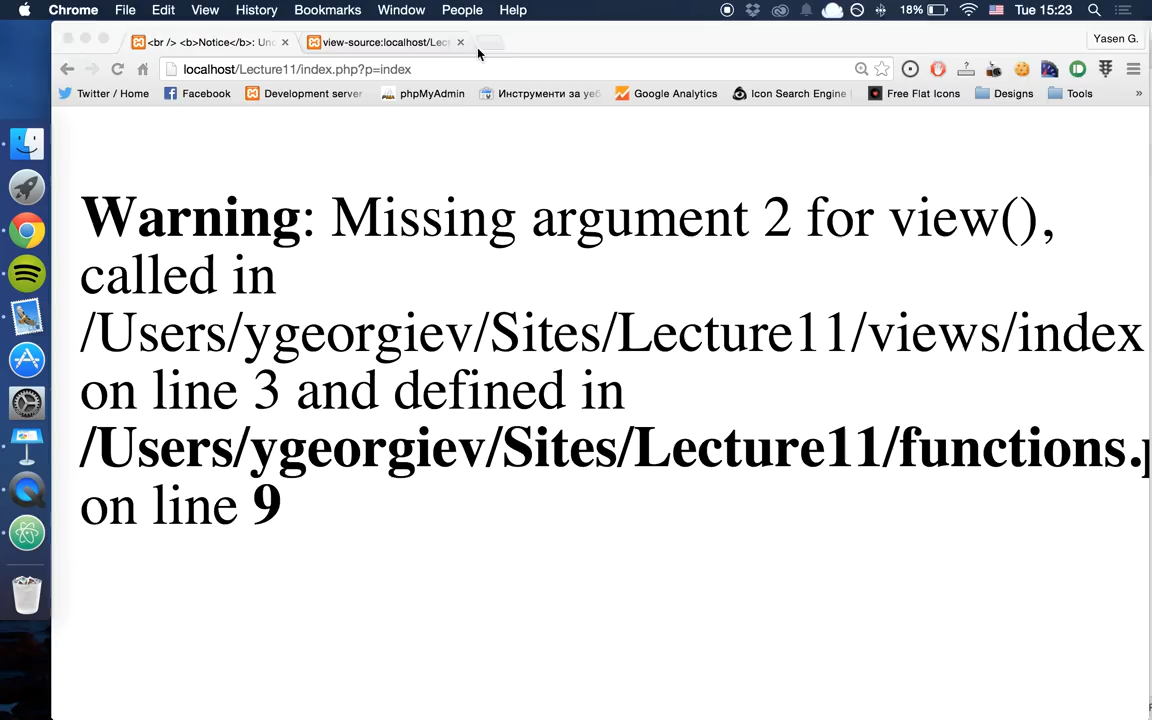 Chrome File Edit View History Bookmarks Window People Help 18% Tue 15:23
<br /> <b>Notice</b>: Und view-source:localhost/Lect Yasen G.
localhost/Lecture11/index.php?p=index
Twitter / Home Facebook Development server phpMyAdmin Инструменти за уеб Google Analytics Icon Search Engine Free Flat Icons Designs Tools »
Warning: Missing argument 2 for view(),
called in
/Users/ygeorgiev/Sites/Lecture11/views/index
on line 3 and defined in
/Users/ygeorgiev/Sites/Lecture11/functions.p
on line 9